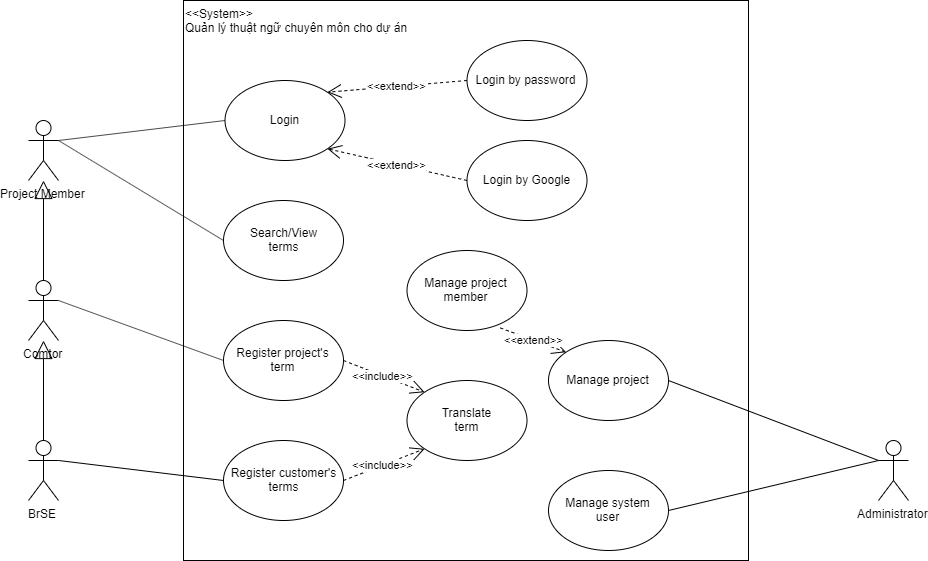 <<System>>
Quản lý thuật ngữ chuyên môn cho dự án
Login by password
<<extend>>
Login
<<extend>>
Login by Google
Project Member
Search/View
terms
Manage project
member
<<extend>>
Comtor
Register project's
term
<<include>>
Manage project
Translate
term
<<include>>
Register customer's
terms
BrSE
Manage system
user
Administrator